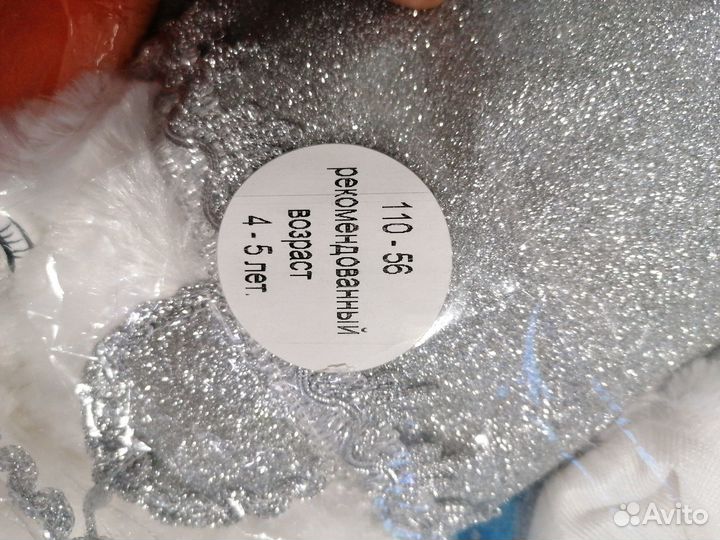 110 - 56
рекомендованный
возраст
4 - 5 лет.
Avito